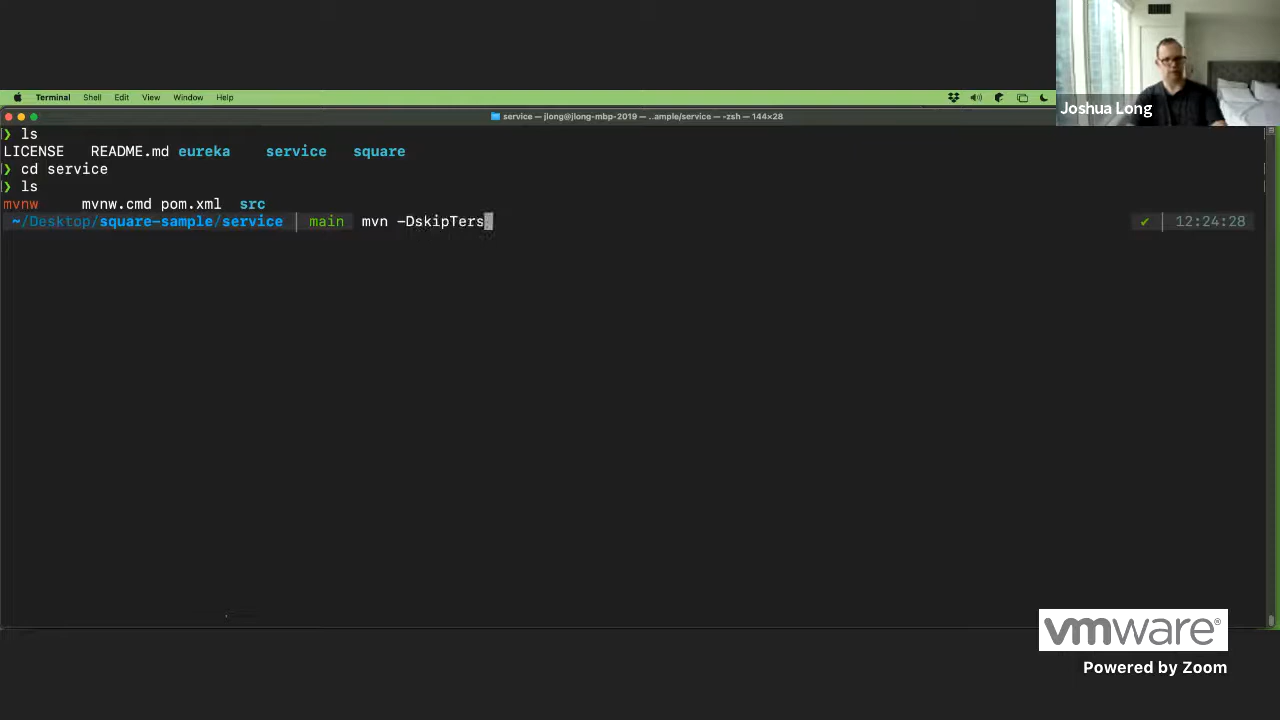 Joshua Long
Terminal Shell Edit View Window Help
service — jlong@jlong-mbp-2019 — ..ample/service — -zsh — 144×28
❯ ls
LICENSE README.md eureka service square
❯ cd service
❯ ls
mvnw mvnw.cmd pom.xml src
~/Desktop/square-sample/service | main mvn -DskipTers ✔ | 12:24:28
vmware®
Powered by Zoom